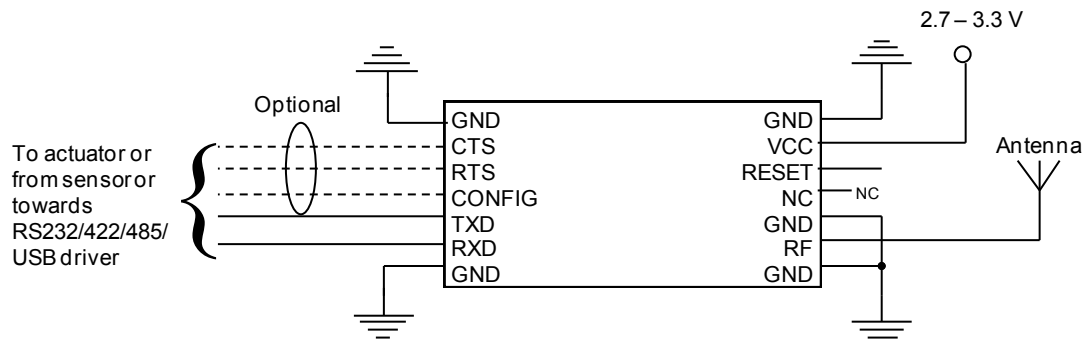 2.7 – 3.3 V
Optional
To actuator or
from sensor or
towards
RS232/422/485/
USB driver
GND
CTS
RTS
CONFIG
TXD
RXD
GND
GND
VCC
RESET
NC
NC
GND
RF
GND
Antenna